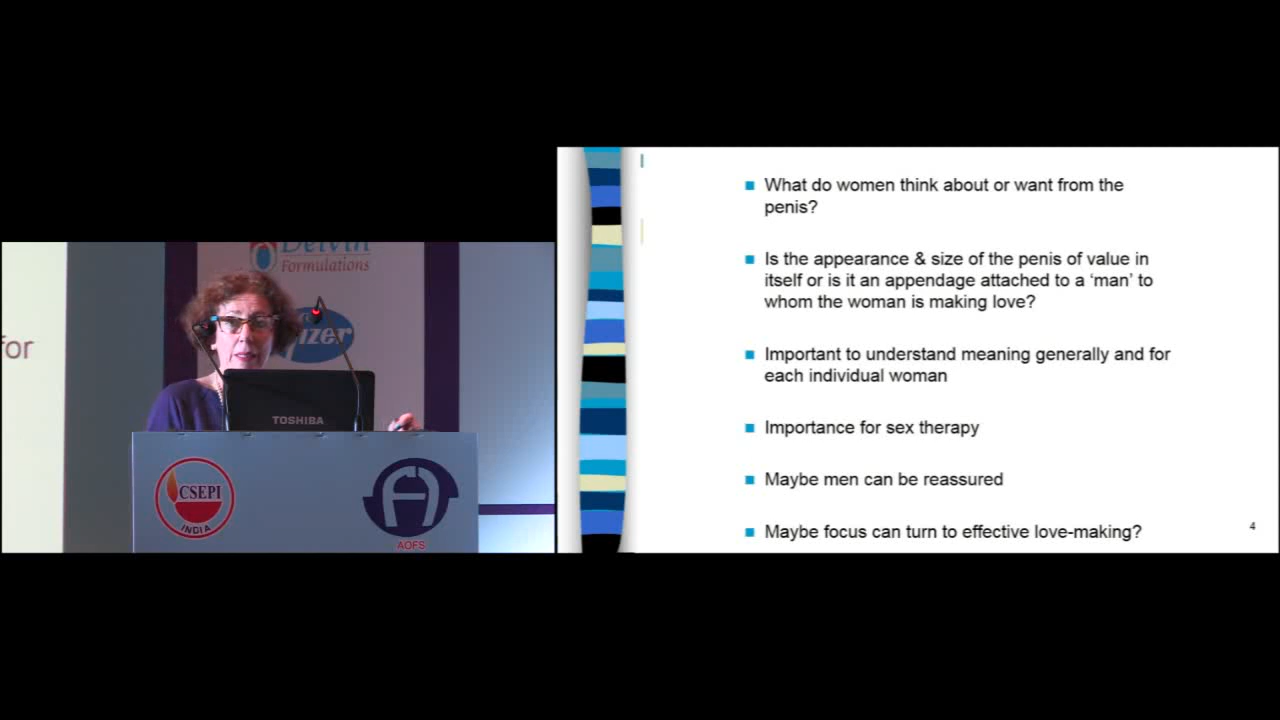 for
Delvin
Formulations
Pfizer
TOSHIBA
CSEPI
INDIA
AOFS
What do women think about or want from the
penis?
Is the appearance & size of the penis of value in
itself or is it an appendage attached to a ‘man’ to
whom the woman is making love?
Important to understand meaning generally and for
each individual woman
Importance for sex therapy
Maybe men can be reassured
Maybe focus can turn to effective love-making?
4